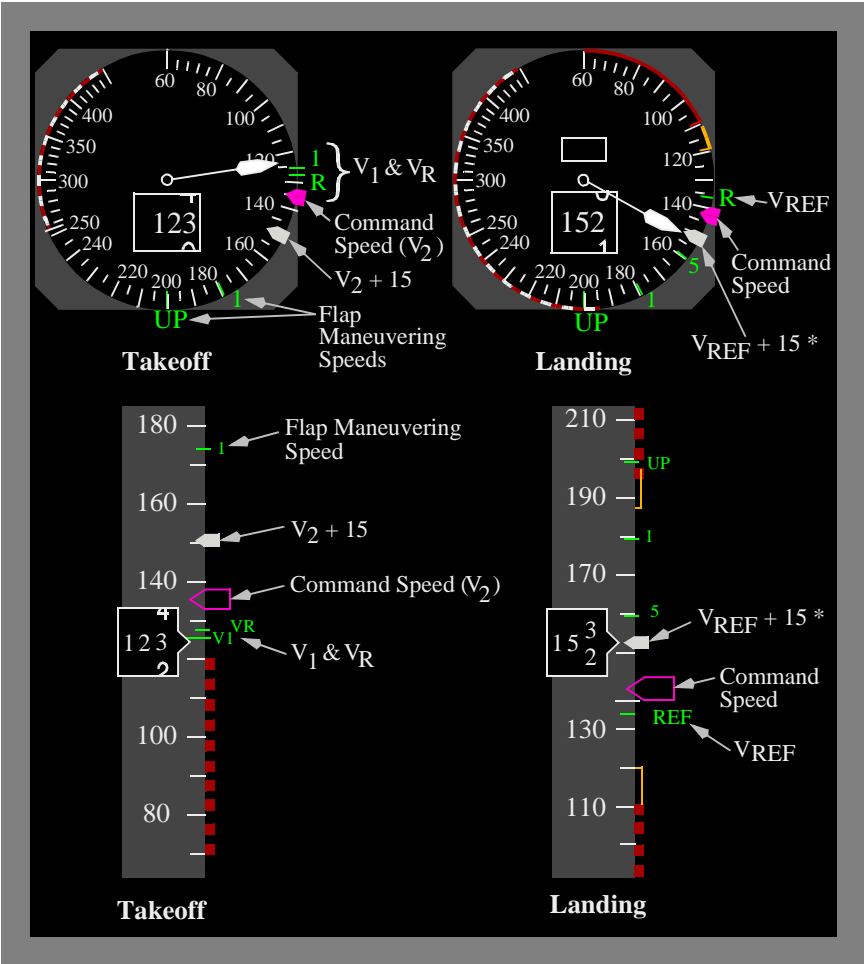 60
80
100
120
140
160
180
200
220
240
250
300
350
400
123
1
R
V1 & VR
Command
Speed (V2)
V2 + 15
1
UP
Flap
Maneuvering
Speeds
Takeoff
60
80
100
120
140
160
180
200
220
240
250
300
350
400
152
R
VREF
Command
Speed
5
1
UP
VREF + 15 *
Landing
180
1
Flap Maneuvering
Speed
160
V2 + 15
140
Command Speed (V2)
4
123
2
VR
V1
V1 & VR
100
80
Takeoff
210
UP
190
1
170
5
VREF + 15 *
15
3
2
Command
Speed
REF
130
VREF
110
Landing